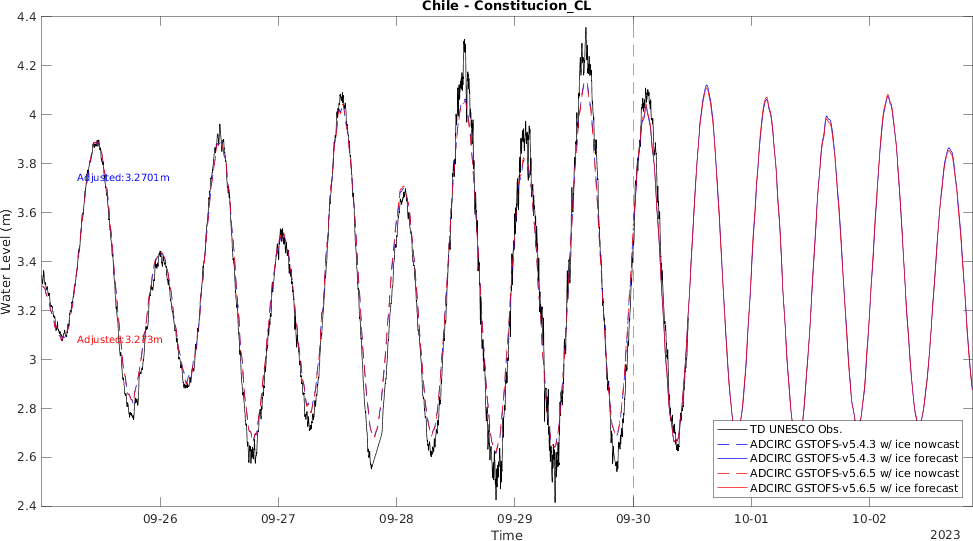 Chile - Constitucion_CL
4.4
4.2
4
3.8
3.6
3.4
3.2
3
2.8
2.6
2.4
Water Level (m)
Adjusted:3.2701m
Adjusted:3.273m
TD UNESCO Obs.
ADCIRC GSTOFS-v5.4.3 w/ ice nowcast
ADCIRC GSTOFS-v5.4.3 w/ ice forecast
ADCIRC GSTOFS-v5.6.5 w/ ice nowcast
ADCIRC GSTOFS-v5.6.5 w/ ice forecast
09-26 09-27 09-28 09-29 09-30 10-01 10-02
Time
2023